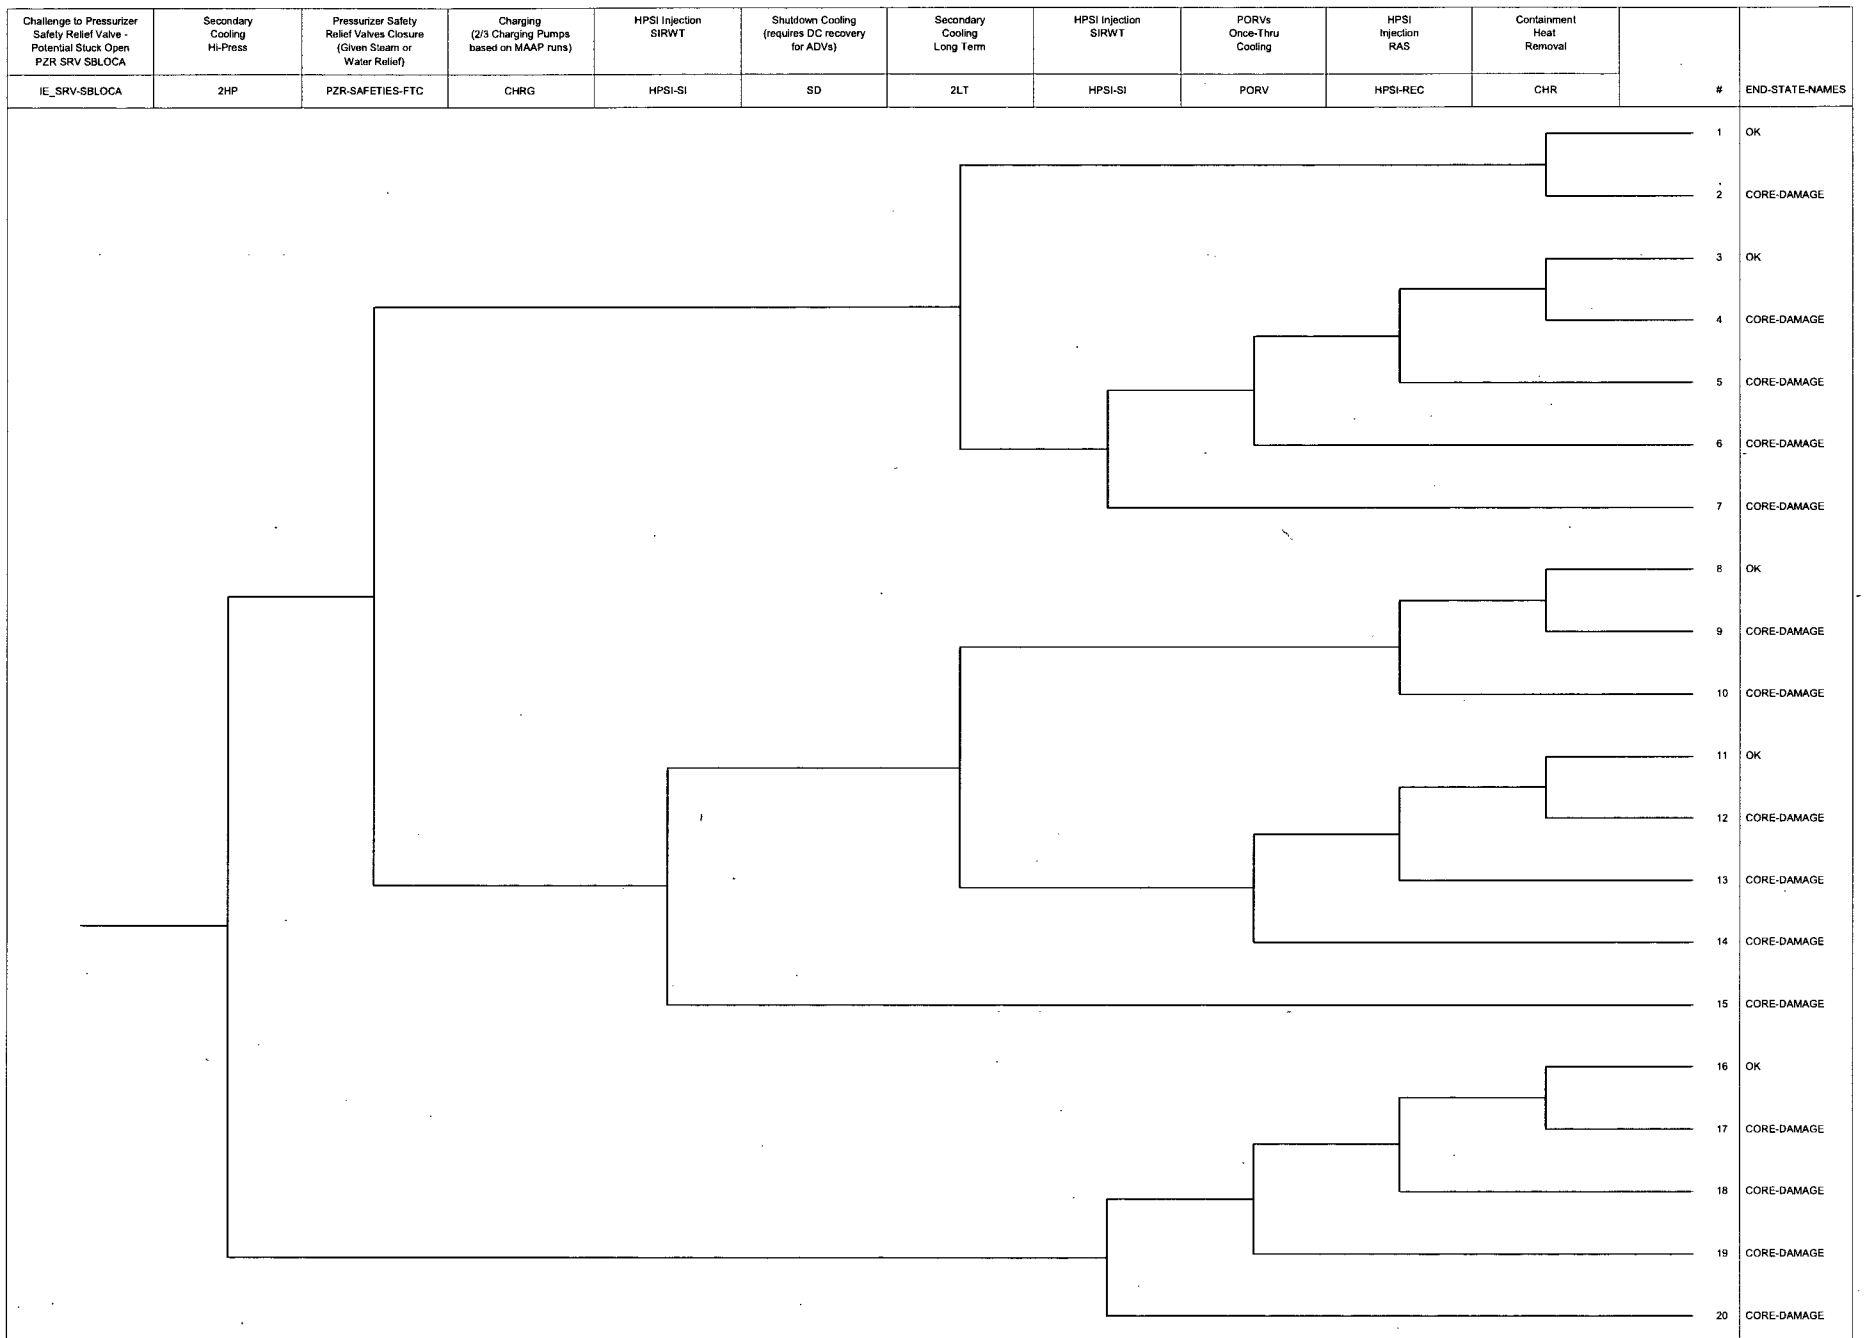 Challenge to Pressurizer
Safety Relief Valve -
Potential Stuck Open
PZR SRV SBLOCA
Secondary
Cooling
Hi-Press
Pressurizer Safety
Relief Valves Closure
(Given Steam or
Water Relief)
Charging
(2/3 Charging Pumps
based on MAAP runs)
HPSI Injection
SIRWT
Shutdown Cooling
(requires DC recovery
for ADVs)
Secondary
Cooling
Long Term
HPSI Injection
SIRWT
PORVs
Once-Thru
Cooling
HPSI
Injection
RAS
Containment
Heat
Removal
IE_SRV-SBLOCA
2HP
PZR-SAFETIES-FTC
CHRG
HPSI-SI
SD
2LT
HPSI-SI
PORV
HPSI-REC
CHR
#
END-STATE-NAMES
1 OK
2 CORE-DAMAGE
3 OK
4 CORE-DAMAGE
5 CORE-DAMAGE
6 CORE-DAMAGE
7 CORE-DAMAGE
8 OK
9 CORE-DAMAGE
10 CORE-DAMAGE
11 OK
12 CORE-DAMAGE
13 CORE-DAMAGE
14 CORE-DAMAGE
15 CORE-DAMAGE
16 OK
17 CORE-DAMAGE
18 CORE-DAMAGE
19 CORE-DAMAGE
20 CORE-DAMAGE